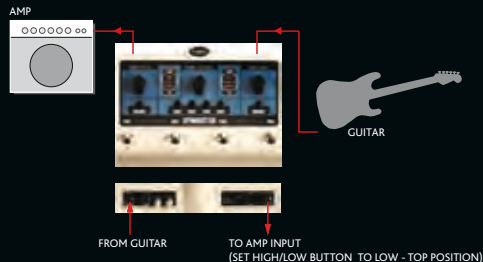 AMP
GUITAR
FROM GUITAR
TO AMP INPUT
(SET HIGH/LOW BUTTON TO LOW - TOP POSITION)